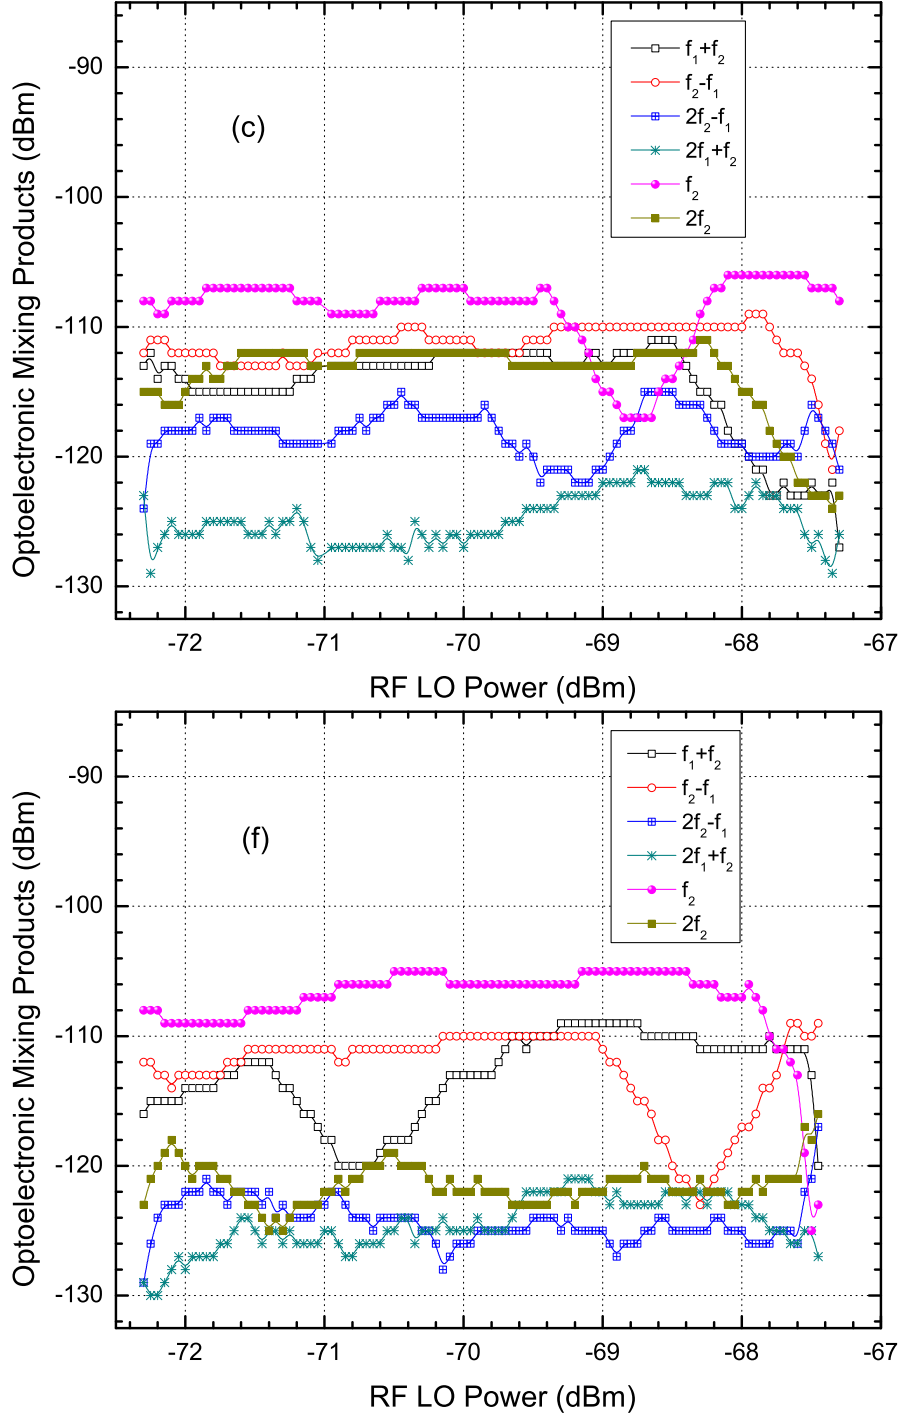 Optoelectronic Mixing Products (dBm)
-90
-100
-110
-120
-130
(c)
f1+f2
f2-f1
2f2-f1
2f1+f2
f2
2f2
-72 -71 -70 -69 -68 -67
RF LO Power (dBm)
Optoelectronic Mixing Products (dBm)
-90
-100
-110
-120
-130
(f)
f1+f2
f2-f1
2f2-f1
2f1+f2
f2
2f2
-72 -71 -70 -69 -68 -67
RF LO Power (dBm)